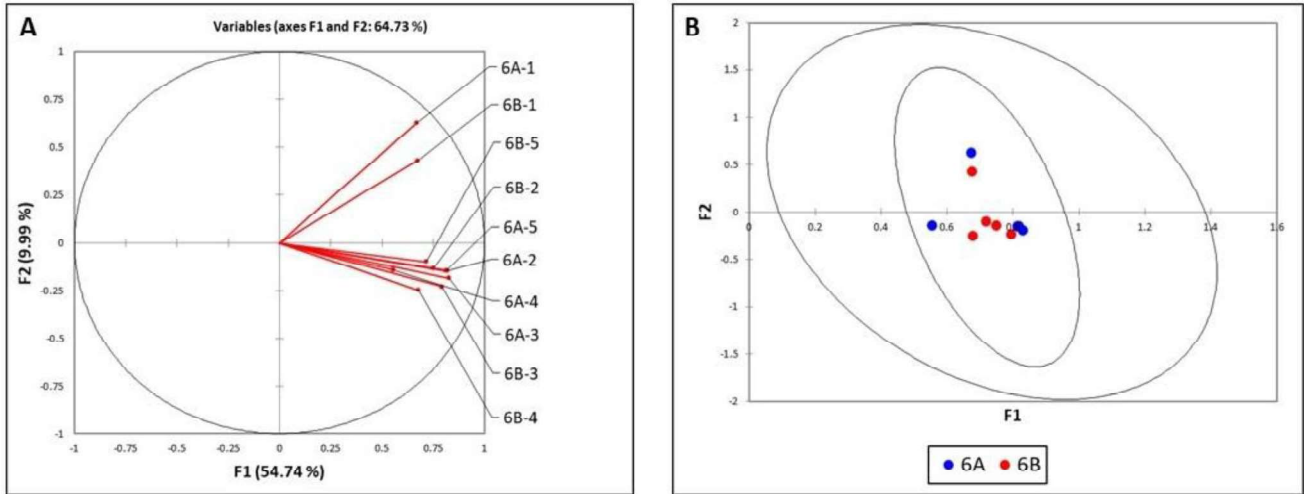 A
Variables (axes F1 and F2: 64.73 %)
1
0.75
0.5
0.25
0
-0.25
-0.5
-0.75
-1
-1 -0.75 -0.5 -0.25 0 0.25 0.5 0.75 1
F2 (9.99 %)
F1 (54.74 %)
6A-1
6B-1
6B-5
6B-2
6A-5
6A-2
6A-4
6A-3
6B-3
6B-4
B
2
1.5
1
0.5
0
-0.5
-1
-1.5
-2
0 0.2 0.4 0.6 0.8 1 1.2 1.4 1.6
F2
F1
6A 6B